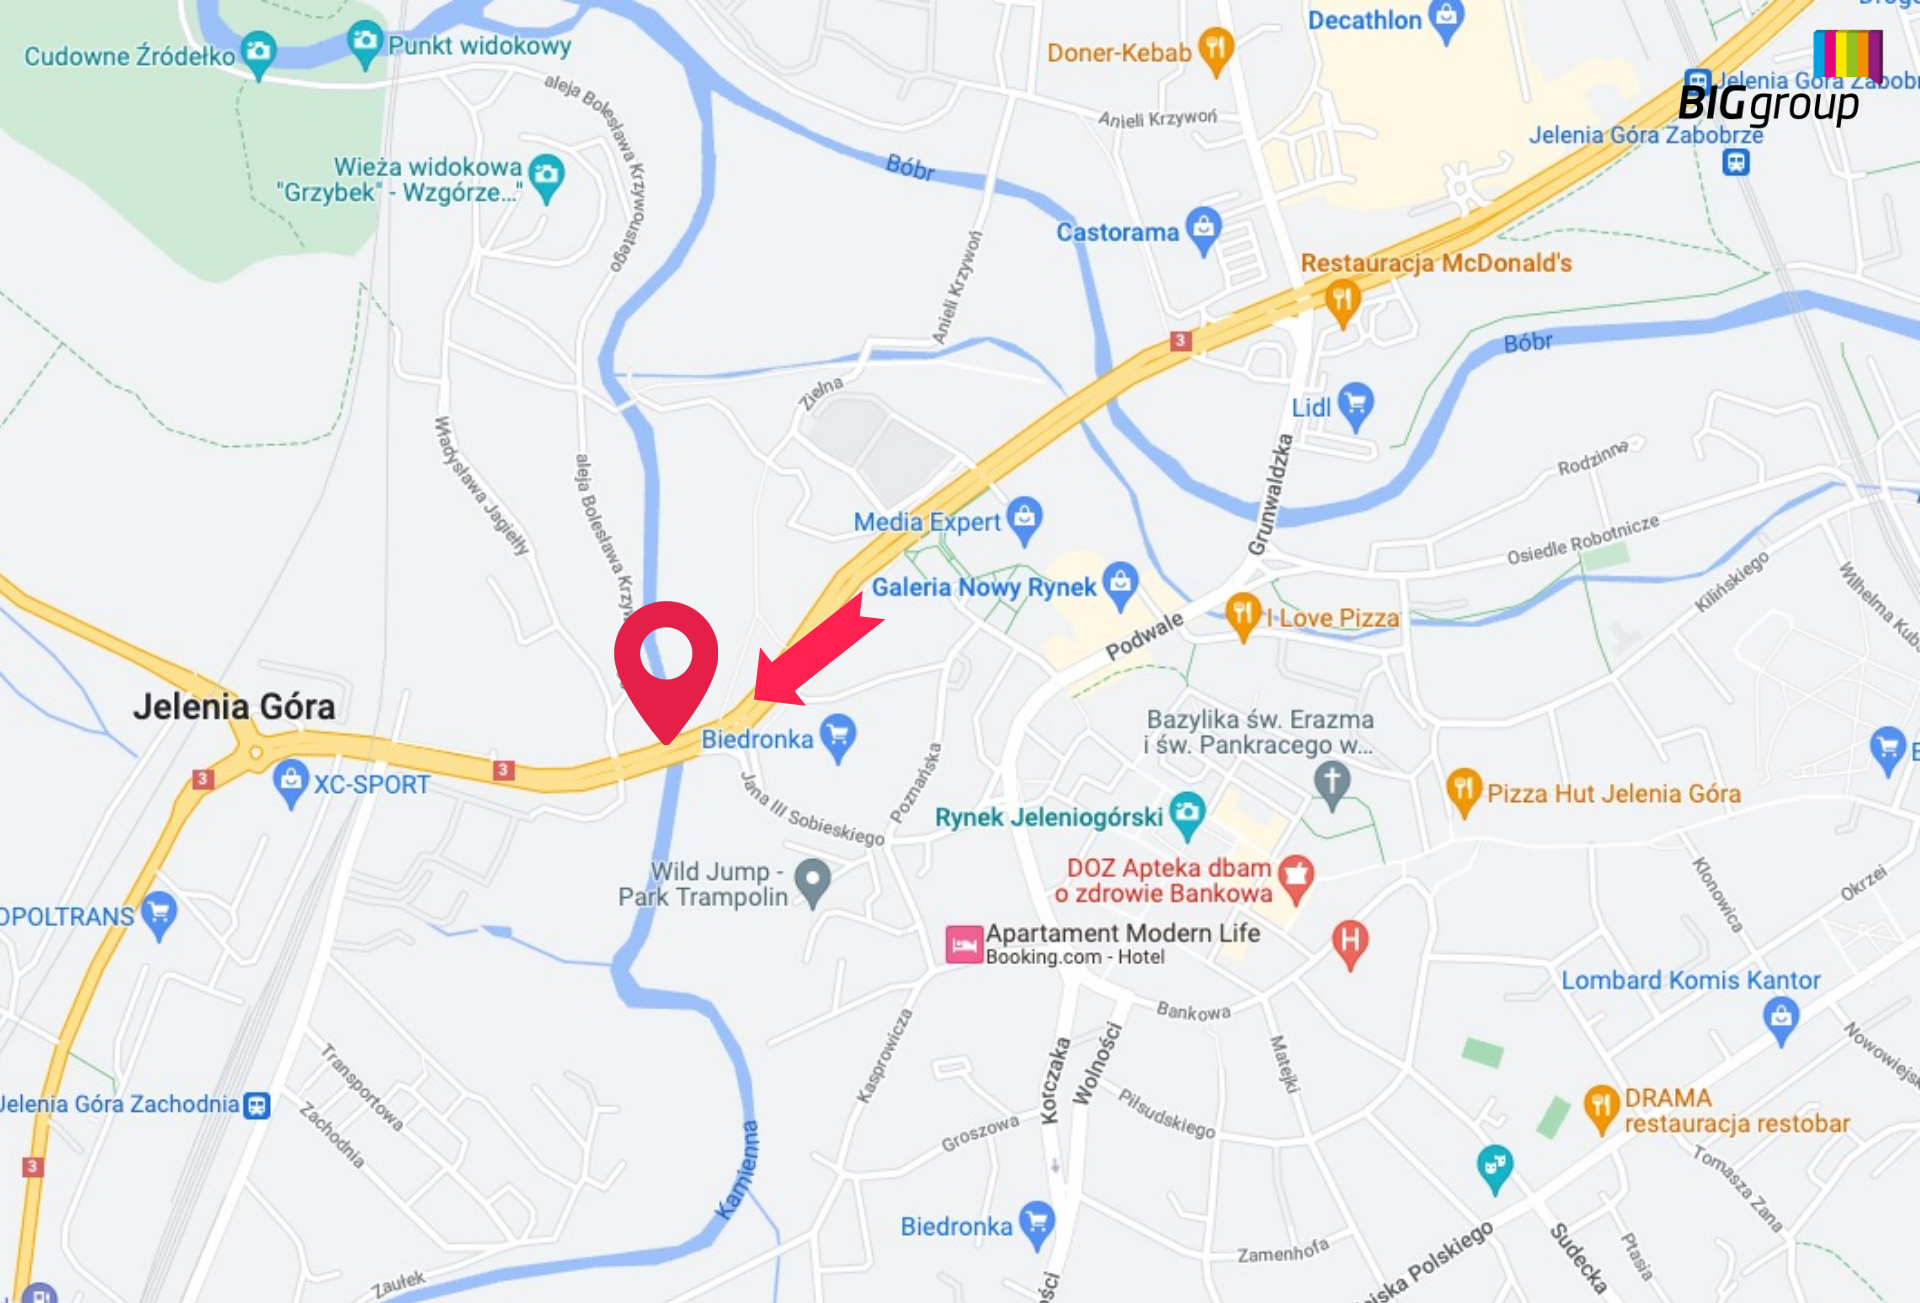 Decathlon
Cudowne Źródełko
Punkt widokowy
Doner-Kebab
Jelenia Góra
BIGgroup
Anieli Krzywoń
Jelenia Góra Zabobrze
aleja Bolesława Krzywoustego
Wieża widokowa
"Grzybek" - Wzgórze..."
Bóbr
Castorama
Restauracja McDonald's
Anieli Krzywoń
3
Bóbr
Zielna
Lidl
Władysława Jagiełły
aleja Bolesława
Grunwaldzka
Rodzinna
Media Expert
Osiedle Robotnicze
Galeria Nowy Rynek
Kilińskiego
Wilhelma
I Love Pizza
Podwale
Jelenia Góra
Bazylika św. Erazma
i św. Pankracego w...
Biedronka
3
3
XC-SPORT
Poznańska
Jana III Sobieskiego
Pizza Hut Jelenia Góra
Rynek Jeleniogórski
Wild Jump -
Park Trampolin
DOZ Apteka dbam
o zdrowie Bankowa
Klonowicza
Okrzei
OPOLTRANS
Apartament Modern Life
Booking.com - Hotel
H
Lombard Komis Kantor
Bankowa
Kasprowicza
Korczaka
Wolności
Matejki
Transportowa
Zachodnia
Jelenia Góra Zachodnia
Piłsudskiego
DRAMA
restauracja restobar
Groszowa
3
Kamienna
Tomasza Zana
Biedronka
Zamenhofa
Sudecka
Ptasia
Polskiego
Zaułek